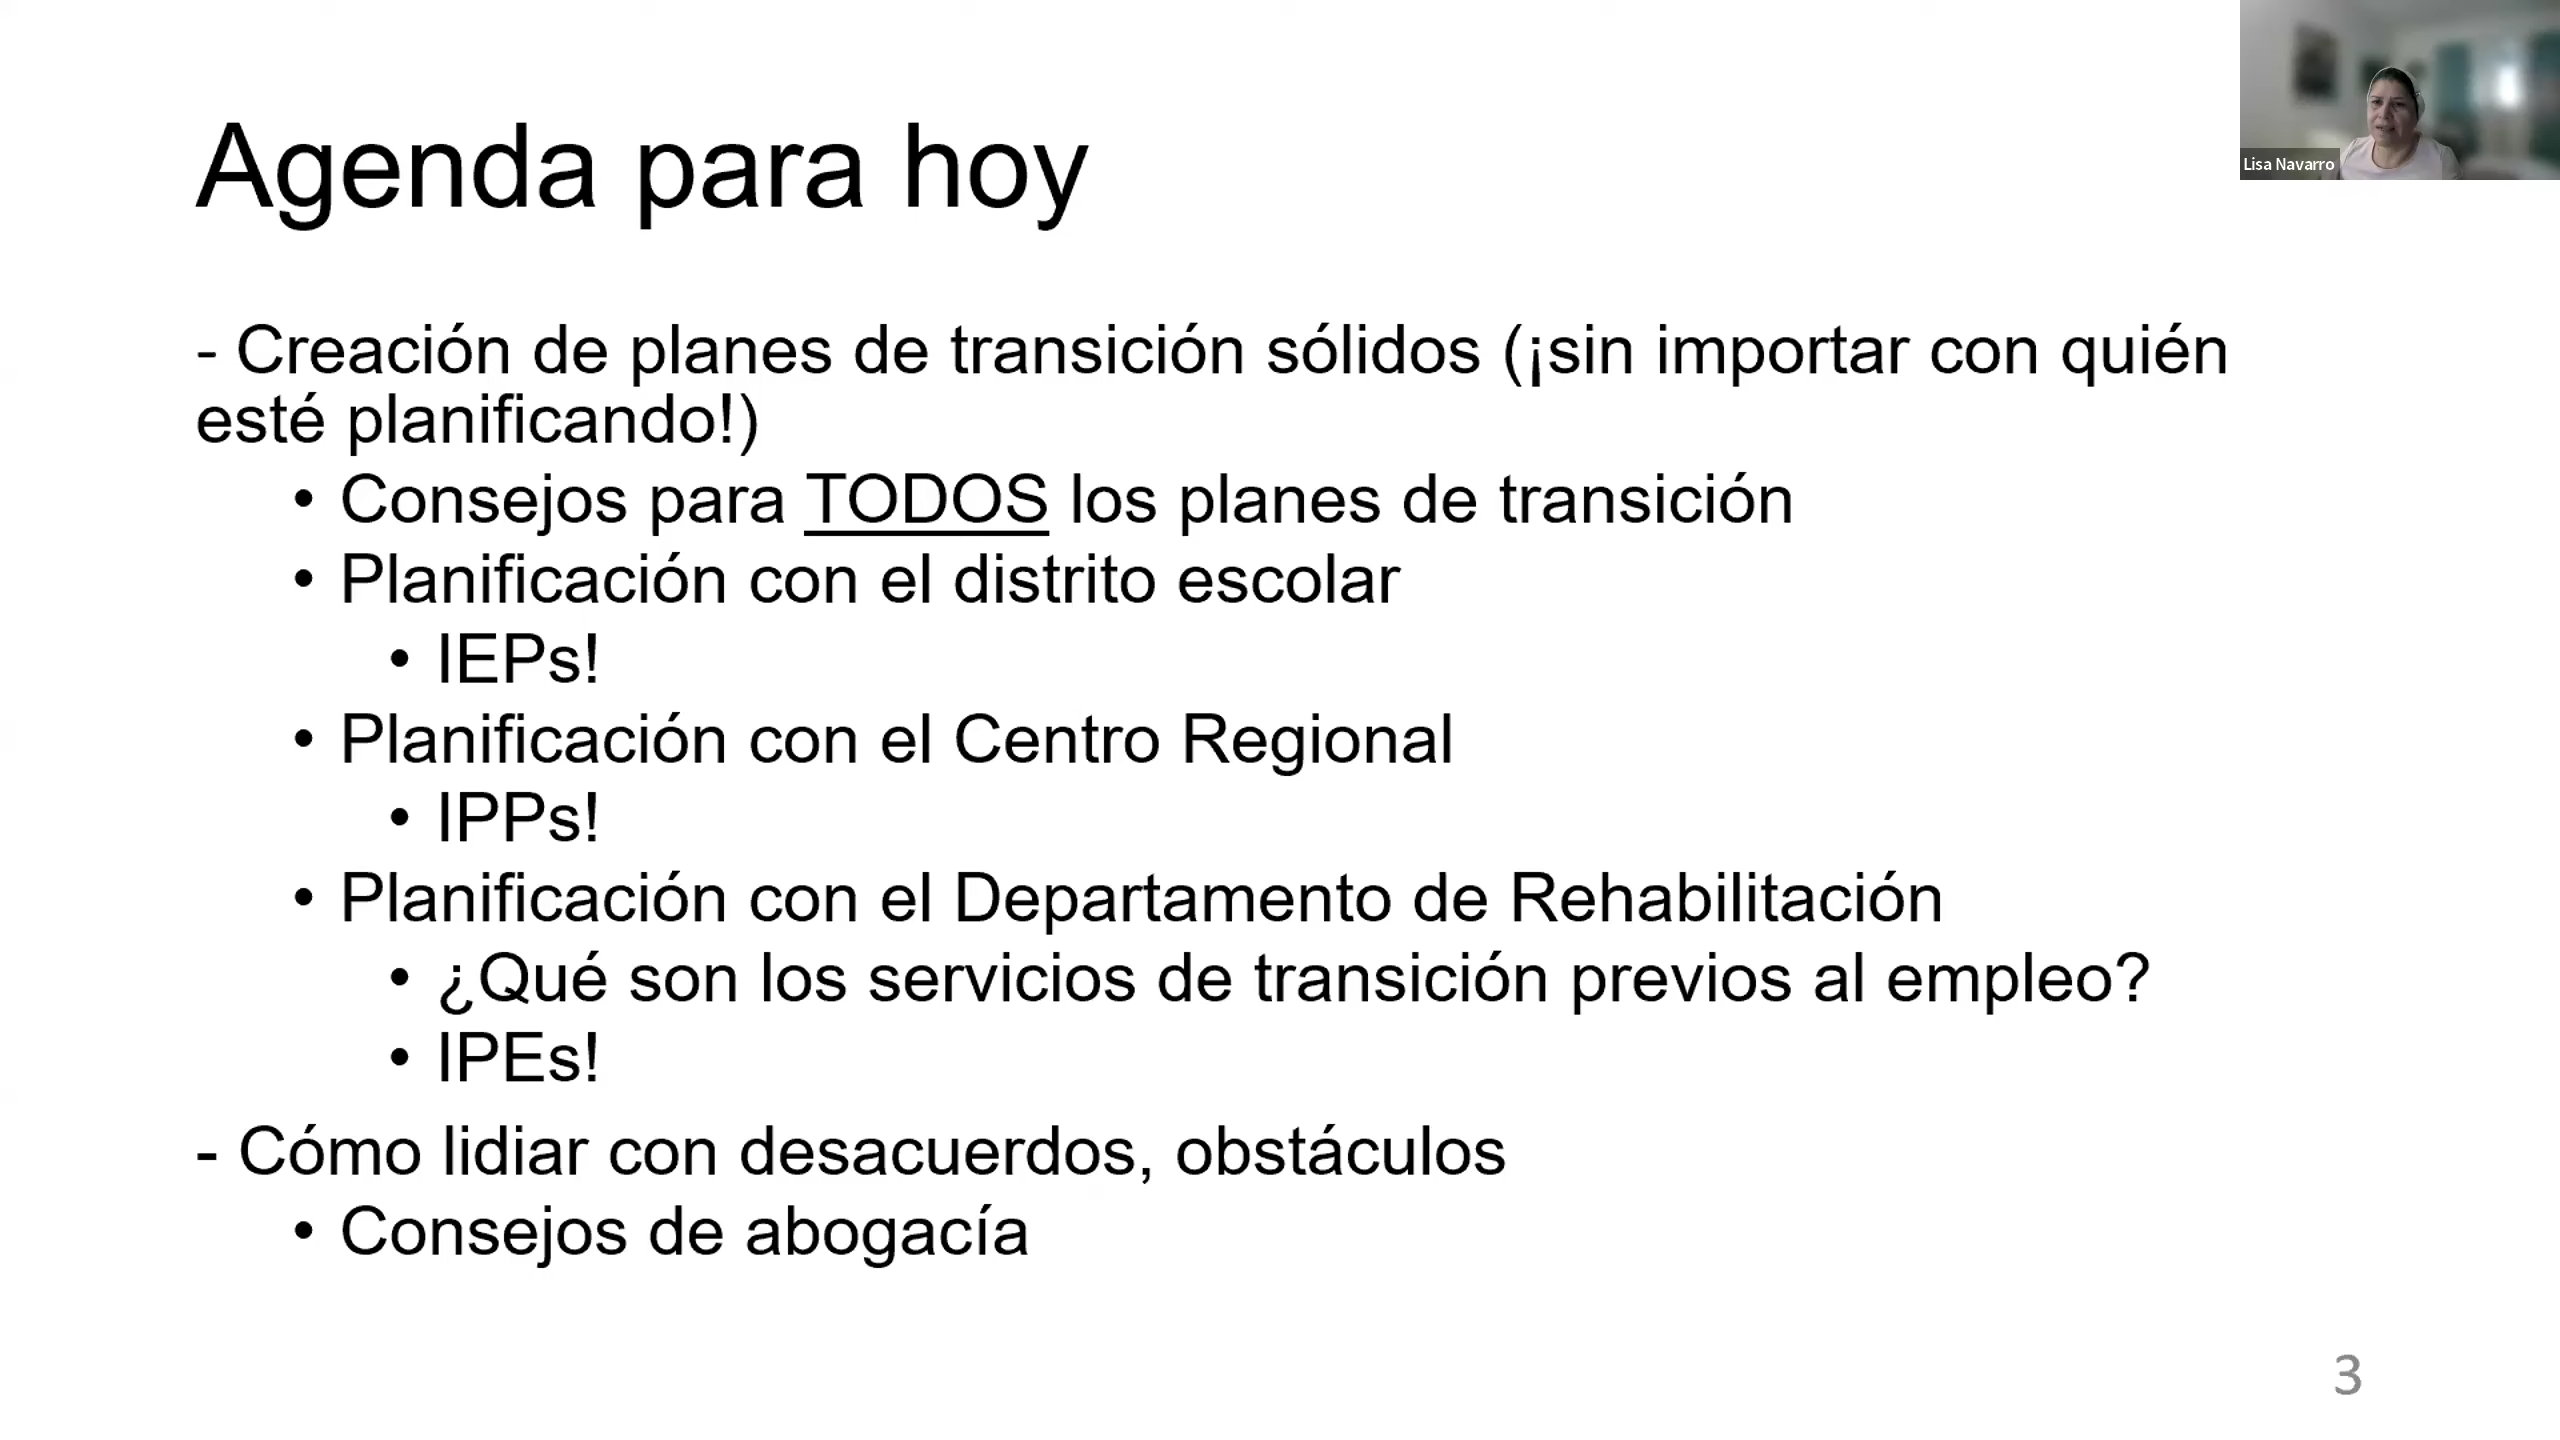 Agenda para hoy
Lisa Navarro
- Creación de planes de transición sólidos (¡sin importar con quién
esté planificando!)
• Consejos para TODOS los planes de transición
• Planificación con el distrito escolar
• IEPs!
• Planificación con el Centro Regional
• IPPs!
• Planificación con el Departamento de Rehabilitación
• ¿Qué son los servicios de transición previos al empleo?
• IPEs!
- Cómo lidiar con desacuerdos, obstáculos
• Consejos de abogacía
3